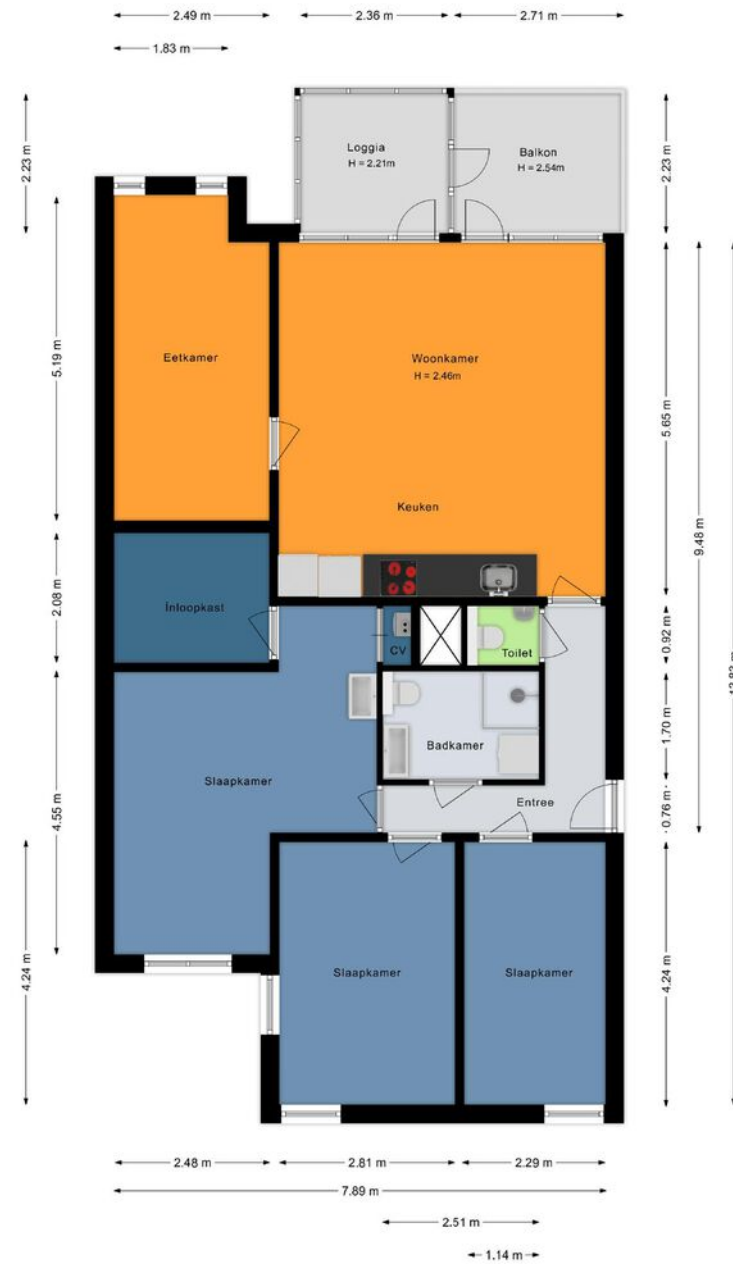 2.49 m
2.36 m
2.71 m
1.83 m
2.23 m
2.23 m
Loggia
H = 2.21m
Balkon
H = 2.54m
5.19 m
Eetkamer
Woonkamer
H = 2.46m
5.65 m
Keuken
9.48 m
2.08 m
Inloopkast
0.92 m
CV
Toilet
1.70 m
Badkamer
Slaapkamer
4.55 m
Entree
0.76 m
4.24 m
Slaapkamer
Slaapkamer
4.24 m
2.48 m
2.81 m
2.29 m
7.89 m
2.51 m
1.14 m